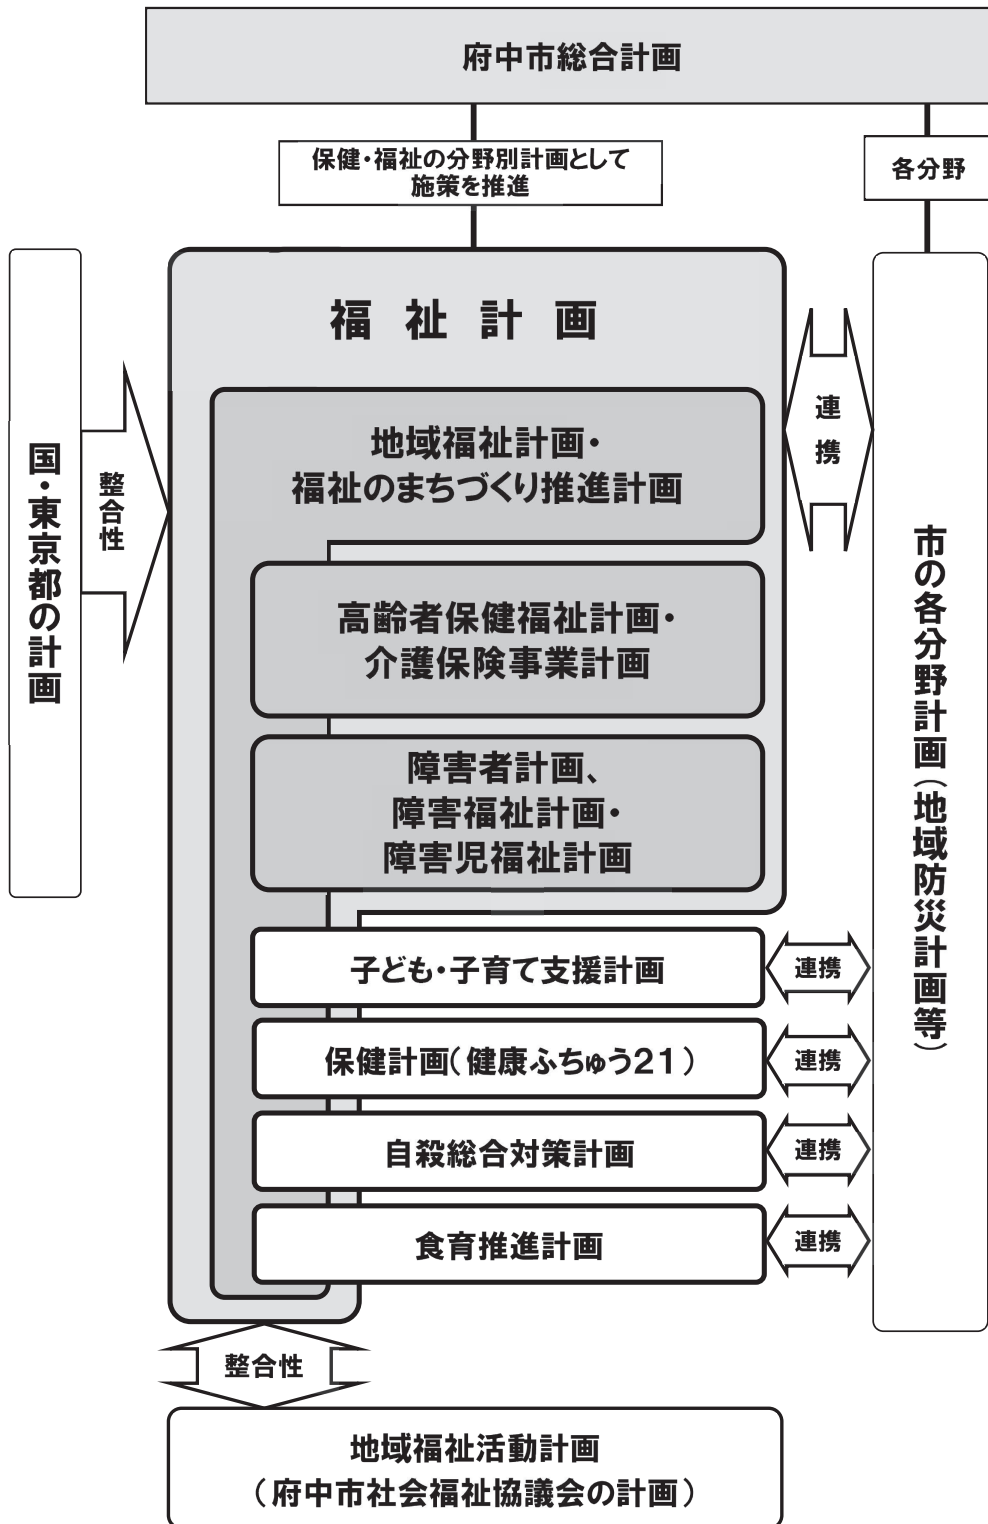 府中市総合計画
保健・福祉の分野別計画として
施策を推進
各分野
国・東京都の計画
整合性
福祉計画
地域福祉計画・
福祉のまちづくり推進計画
高齢者保健福祉計画・
介護保険事業計画
障害者計画、
障害福祉計画・
障害児福祉計画
連携
市の各分野計画（地域防災計画等）
子ども・子育て支援計画
連携
保健計画（健康ふちゅう２１）
連携
自殺総合対策計画
連携
食育推進計画
連携
整合性
地域福祉活動計画
（府中市社会福祉協議会の計画）